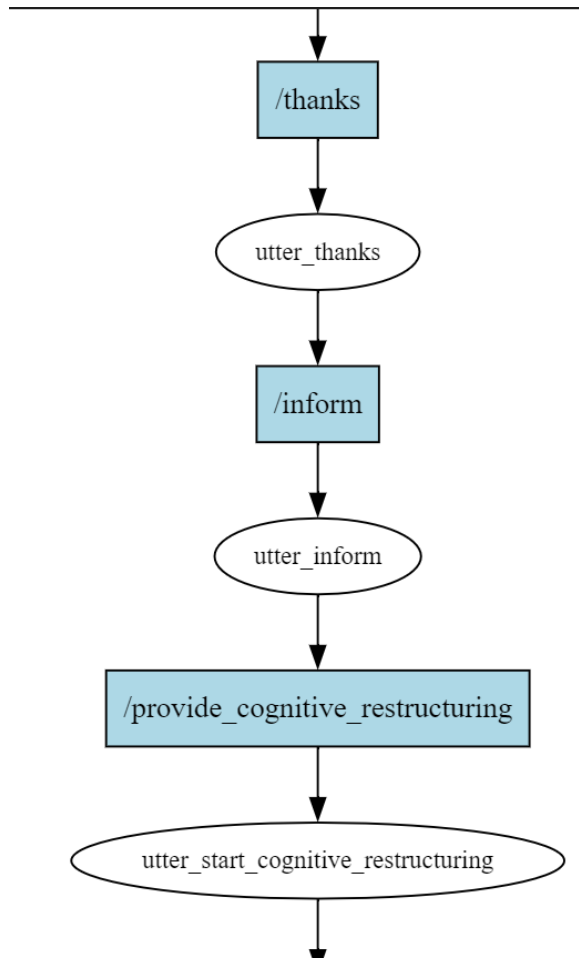 /thanks
utter_thanks
/inform
utter_inform
/provide_cognitive_restructuring
utter_start_cognitive_restructuring